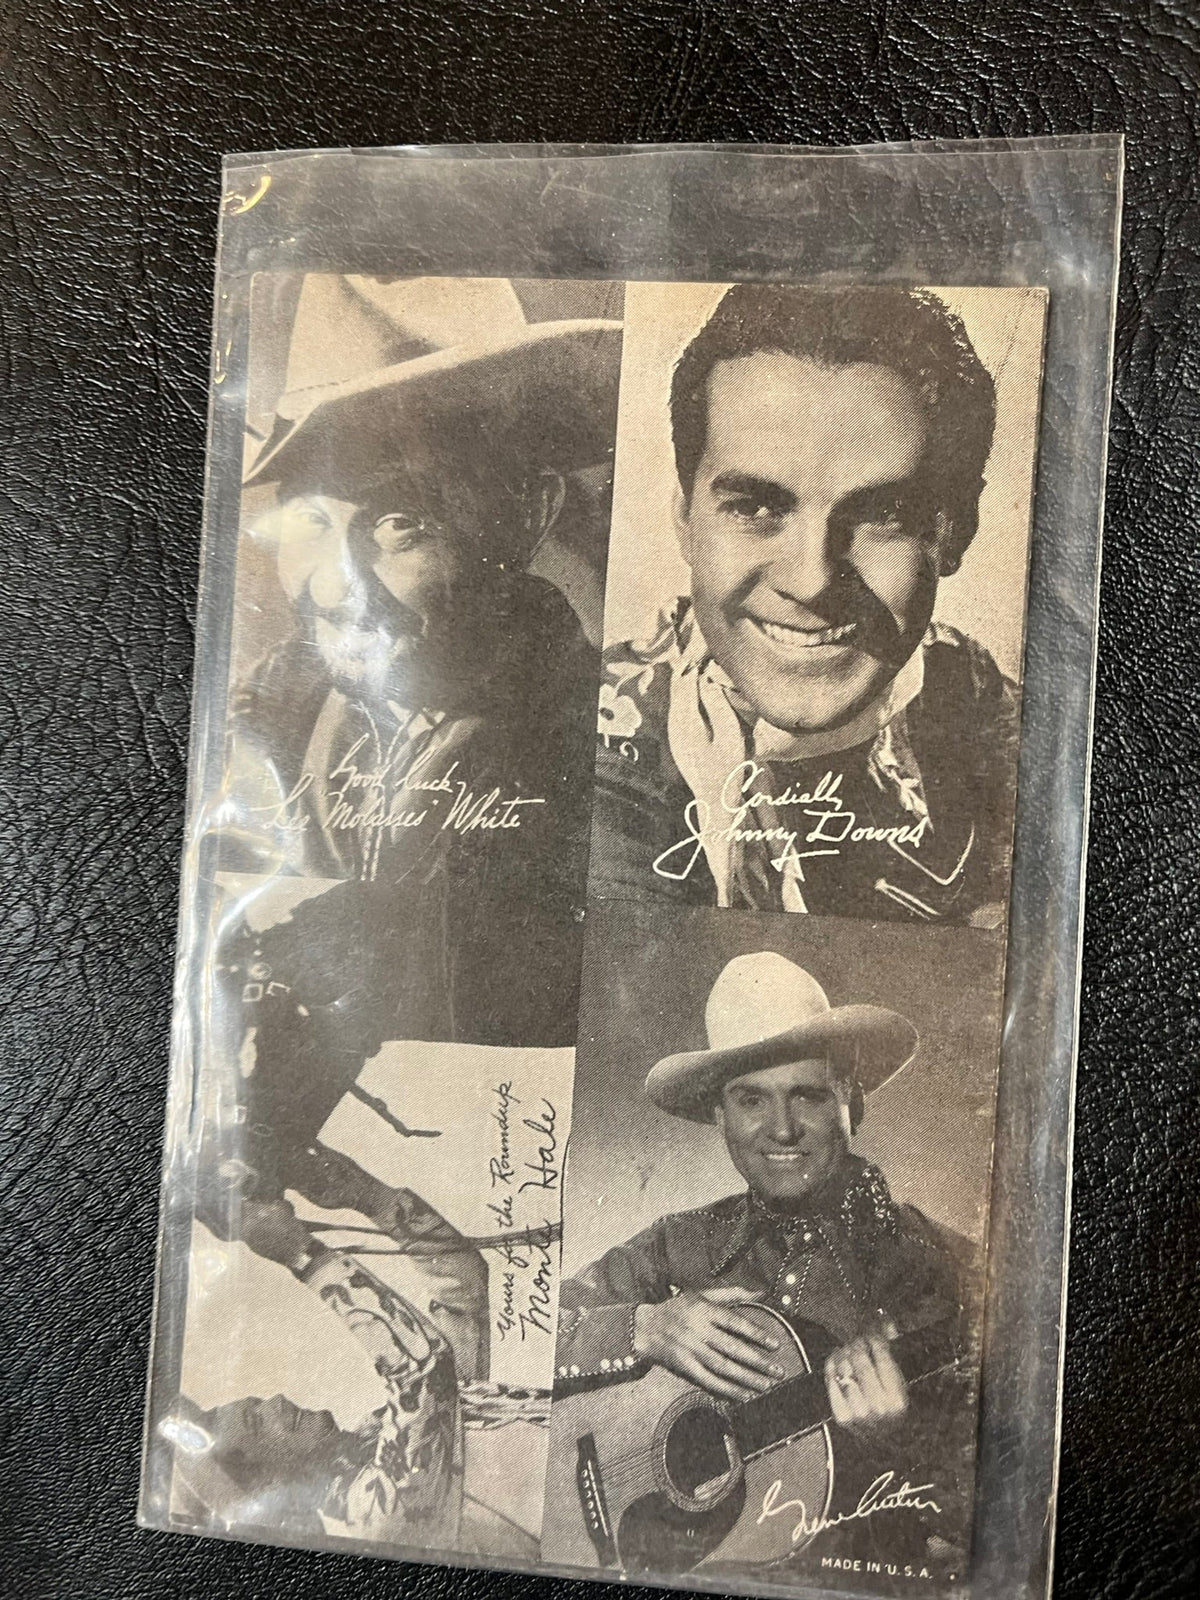 Good Luck
Lee "Molasses" White
Cordially
Johnny Downs
Yours for the Roundup
Monte Hale
Gene Autry
MADE IN U.S.A.